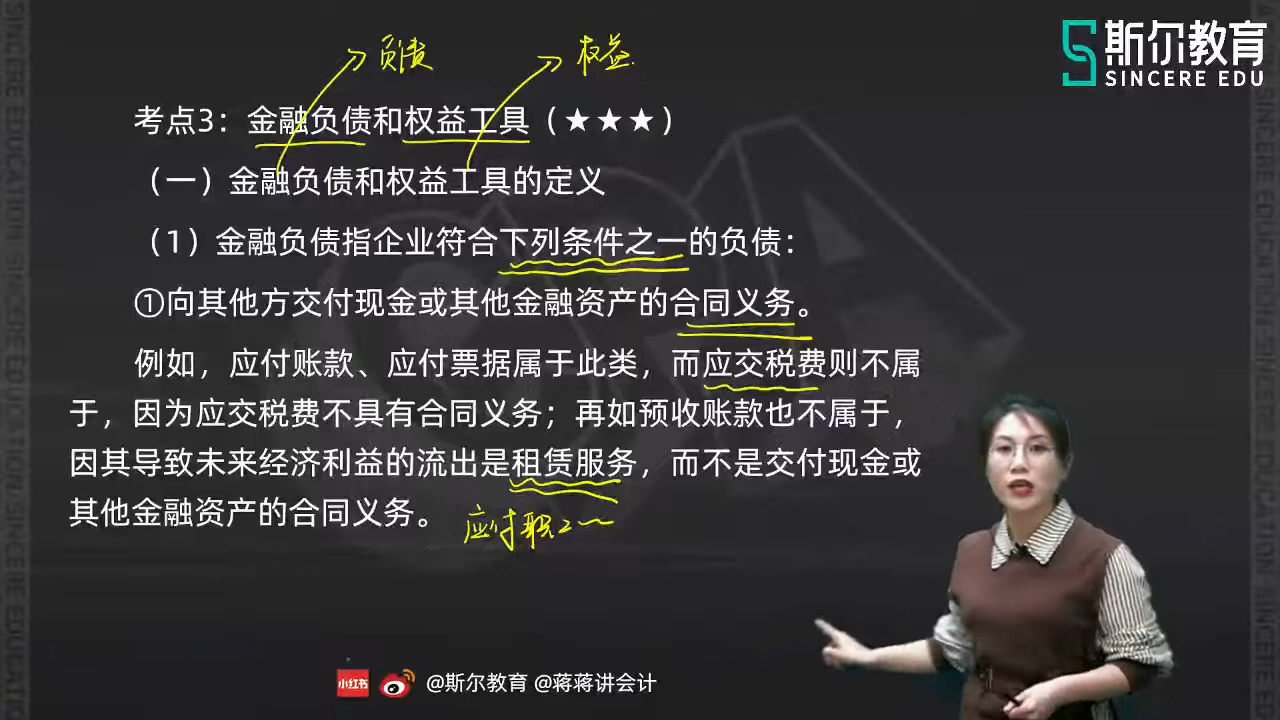 负债
权益
斯尔教育
SINCERE EDU
考点3：金融负债和权益工具（★★★）
（一）金融负债和权益工具的定义
（1）金融负债指企业符合下列条件之一的负债：
①向其他方交付现金或其他金融资产的合同义务。
例如，应付账款、应付票据属于此类，而应交税费则不属
于，因为应交税费不具有合同义务；再如预收账款也不属于，
因其导致未来经济利益的流出是租赁服务，而不是交付现金或
其他金融资产的合同义务。
应付职工
小红书
@斯尔教育 @蒋蒋讲会计